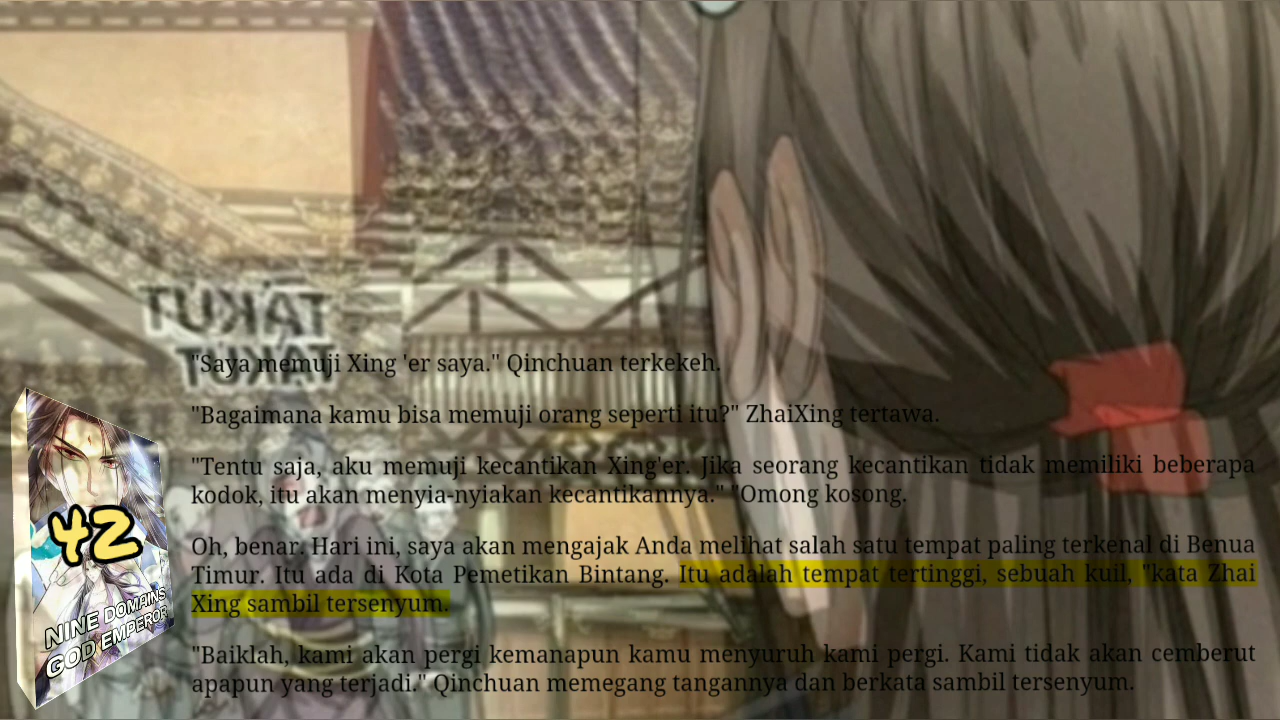 TAKUT
TAKUT
"Saya memuji Xing 'er saya." Qinchuan terkekeh.
"Bagaimana kamu bisa memuji orang seperti itu?" ZhaiXing tertawa.
"Tentu saja, aku memuji kecantikan Xing'er. Jika seorang kecantikan tidak memiliki beberapa
kodok, itu akan menyia-nyiakan kecantikannya." "Omong kosong.
Oh, benar. Hari ini, saya akan mengajak Anda melihat salah satu tempat paling terkenal di Benua
Timur. Itu ada di Kota Pemetikan Bintang. Itu adalah tempat tertinggi, sebuah kuil, "kata Zhai
Xing sambil tersenyum.
"Baiklah, kami akan pergi kemanapun kamu menyuruh kami pergi. Kami tidak akan cemberut
apapun yang terjadi." Qinchuan memegang tangannya dan berkata sambil tersenyum.
42
NINE DOMAINS
GOD EMPEROR